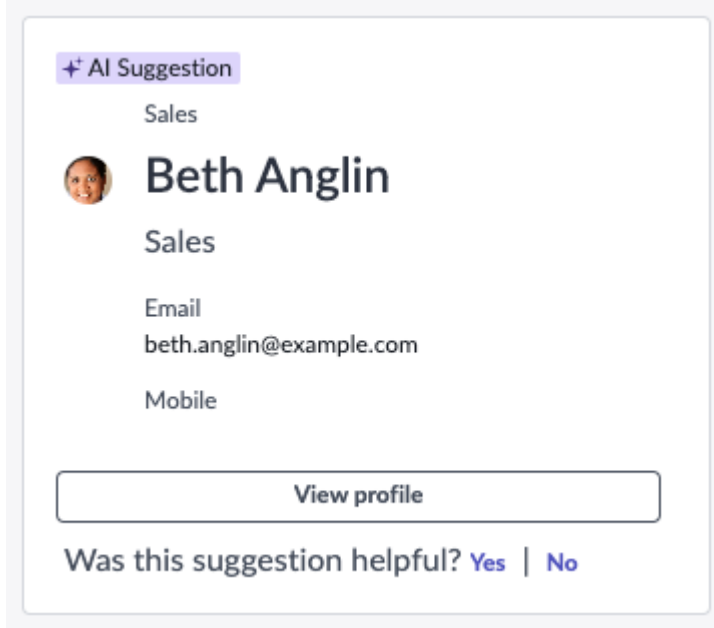 AI Suggestion
Sales
Beth Anglin
Sales
Email
beth.anglin@example.com
Mobile
View profile
Was this suggestion helpful? Yes | No